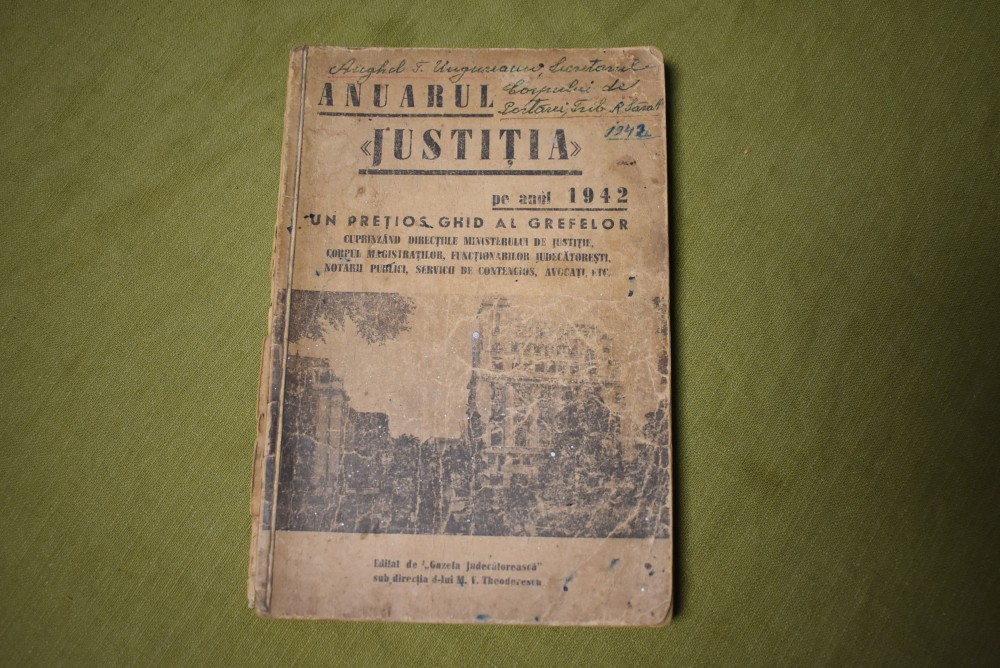 Anghel T. Ungureanu, Secretarul
Corpului de
Portărei, Trib. R. Sărat
1942
ANUARUL
«JUSTIȚIA»
pe anul 1942
UN PREȚIOS GHID AL GREFELOR
CUPRINZÂND DIRECȚIILE MINISTERULUI DE JUSTIȚIE,
CORPUL MAGISTRAȚILOR, FUNCȚIONARILOR JUDECĂTOREȘTI,
NOTARII PUBLICI, SERVICII DE CONTENCIOS, AVOCAȚI, ETC.
Editat de „Gazeta Judecătorească"
sub direcția d-lui M. V. Theodorescu